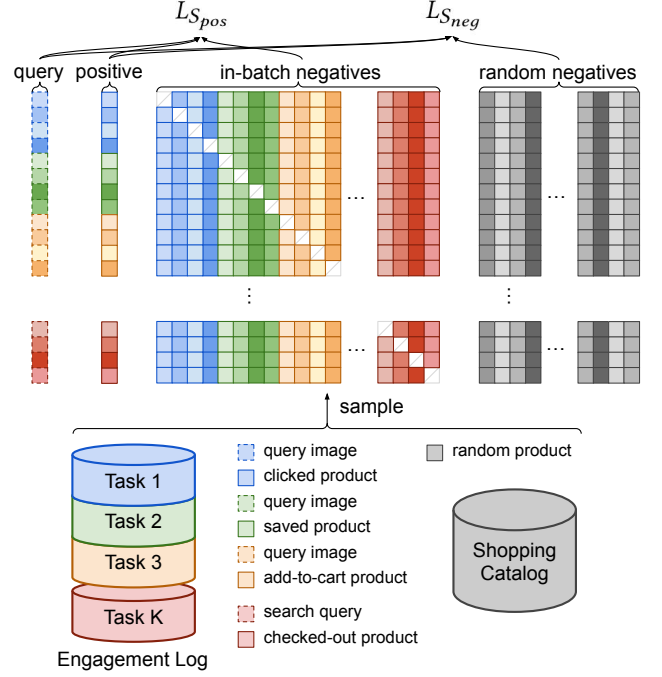 L_{S_{pos}} L_{S_{neg}}
query positive in-batch negatives random negatives
... ...
...
... ...
⋮ ⋮
... ...
sample
query image random product
clicked product
query image
saved product
query image
add-to-cart product
search query
checked-out product
Task 1
Task 2
Task 3
Task K
Engagement Log
Shopping
Catalog